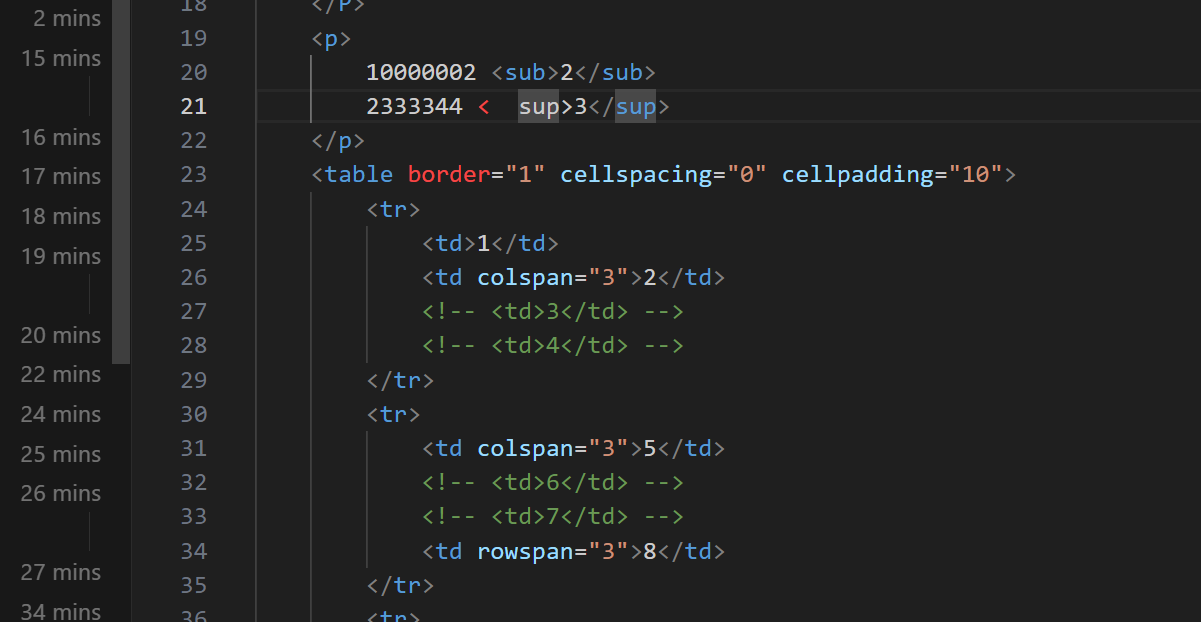 2 mins
15 mins
16 mins
17 mins
18 mins
19 mins
20 mins
22 mins
24 mins
25 mins
26 mins
27 mins
34 mins
18 </p>
19 <p>
20 10000002 <sub>2</sub>
21 2333344 <  sup>3</sup>
22 </p>
23 <table border="1" cellspacing="0" cellpadding="10">
24 <tr>
25 <td>1</td>
26 <td colspan="3">2</td>
27 <!-- <td>3</td> -->
28 <!-- <td>4</td> -->
29 </tr>
30 <tr>
31 <td colspan="3">5</td>
32 <!-- <td>6</td> -->
33 <!-- <td>7</td> -->
34 <td rowspan="3">8</td>
35 </tr>
36 <tr>